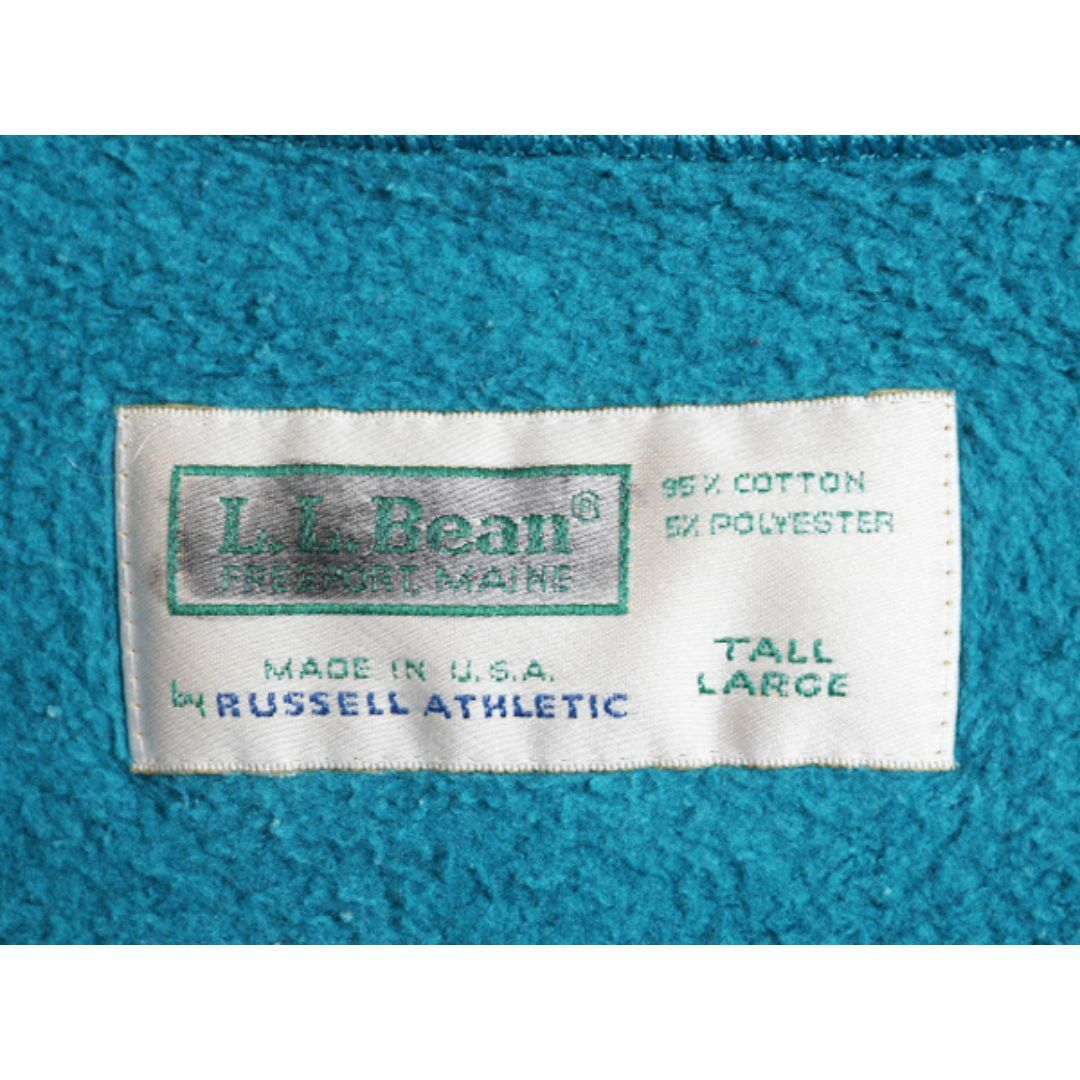 L.L.Bean®
FREEPORT, MAINE
MADE IN U.S.A.
by RUSSELL ATHLETIC
95% COTTON
5% POLYESTER
TALL
LARGE